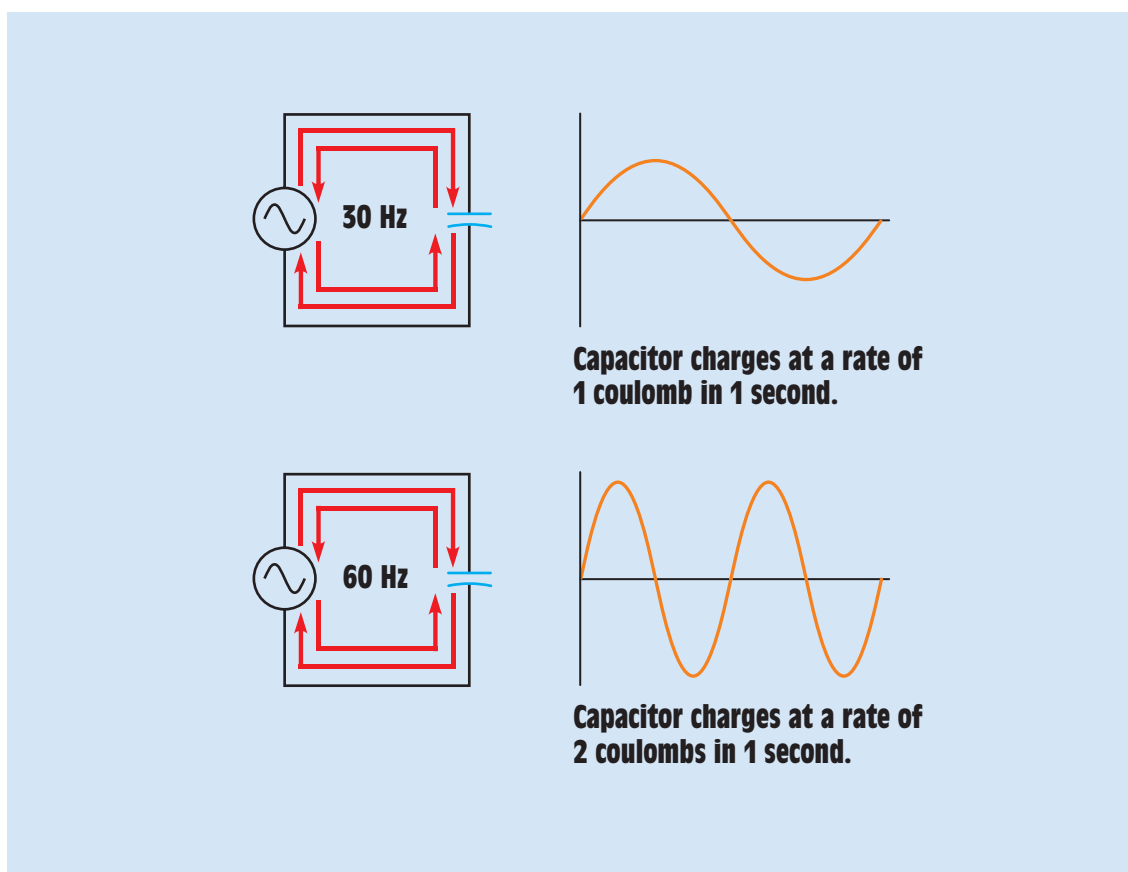 30 Hz
Capacitor charges at a rate of
1 coulomb in 1 second.
60 Hz
Capacitor charges at a rate of
2 coulombs in 1 second.